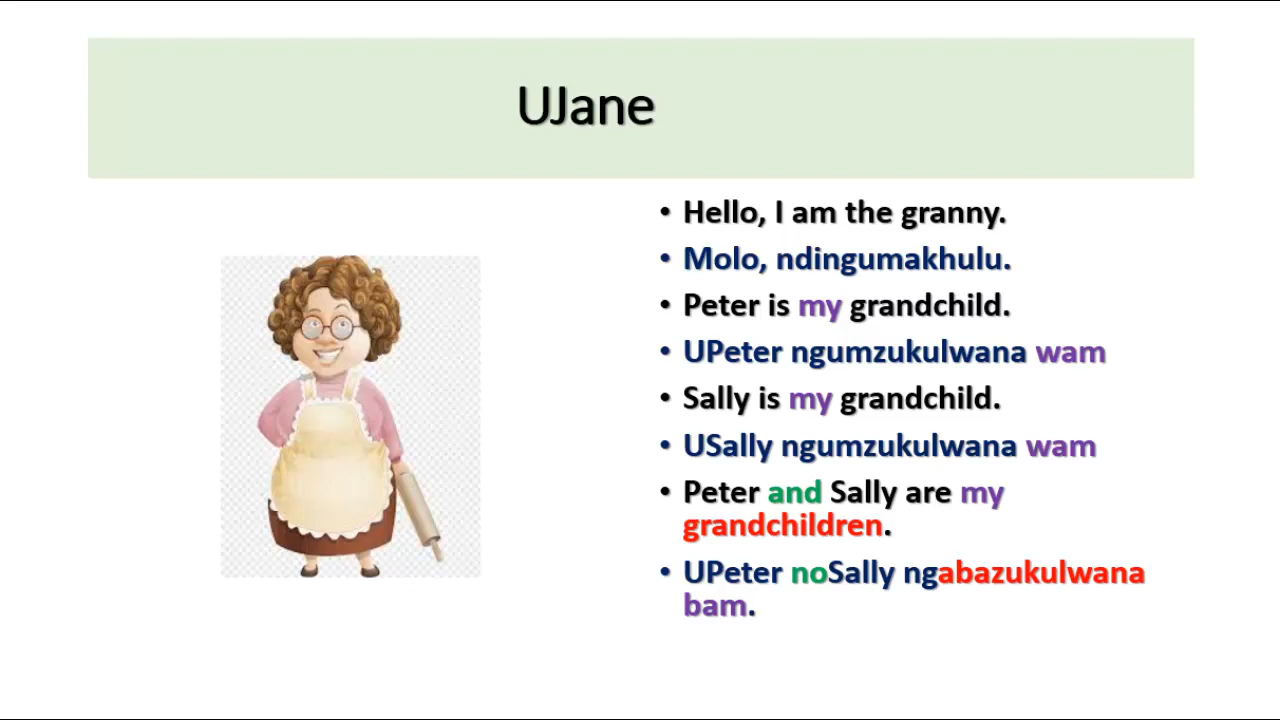 UJane
• Hello, I am the granny.
• Molo, ndingumakhulu.
• Peter is my grandchild.
• UPeter ngumzukulwana wam
• Sally is my grandchild.
• USally ngumzukulwana wam
• Peter and Sally are my
grandchildren.
• UPeter noSally ngabazukulwana
bam.